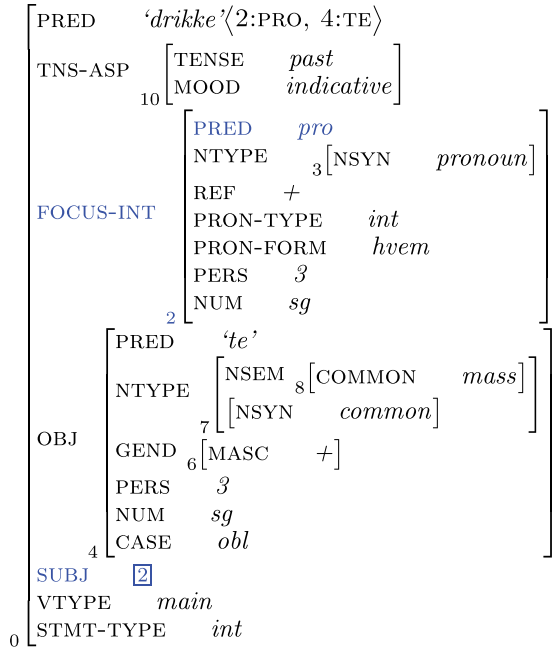 PRED ‘drikke’⟨2:PRO, 4:TE⟩
TNS-ASP 10 [TENSE past
MOOD indicative]
FOCUS-INT 2 [PRED pro
NTYPE 3[NSYN pronoun]
REF +
PRON-TYPE int
PRON-FORM hvem
PERS 3
NUM sg]
OBJ 4 [PRED ‘te’
NTYPE 7 [NSEM 8[COMMON mass]
[NSYN common]]
GEND 6[MASC +]
PERS 3
NUM sg
CASE obl]
SUBJ 2
VTYPE main
0 STMT-TYPE int